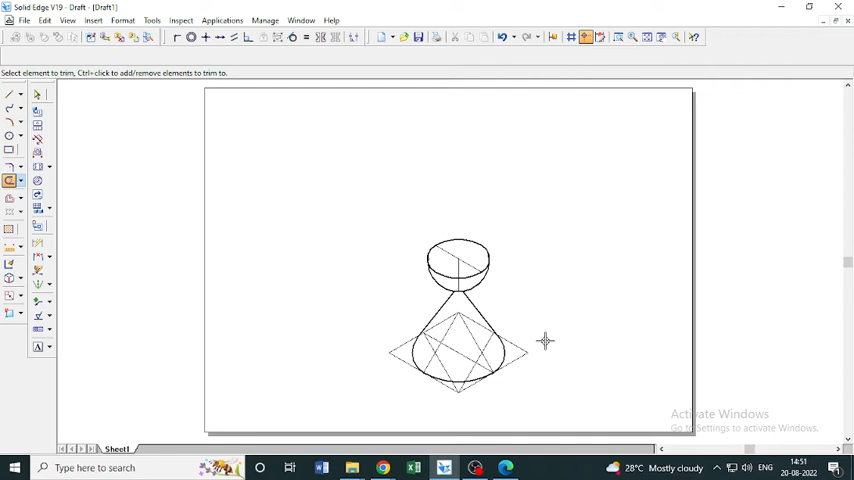 Solid Edge V19 - Draft - [Draft1]
File Edit View Insert Format Tools Inspect Applications Manage Window Help
Select element to trim, Ctrl+click to add/remove elements to trim to.
Activate Windows
Go to Settings to activate Windows.
Sheet1
Type here to search
28°C Mostly cloudy
ENG
14:51
20-08-2022